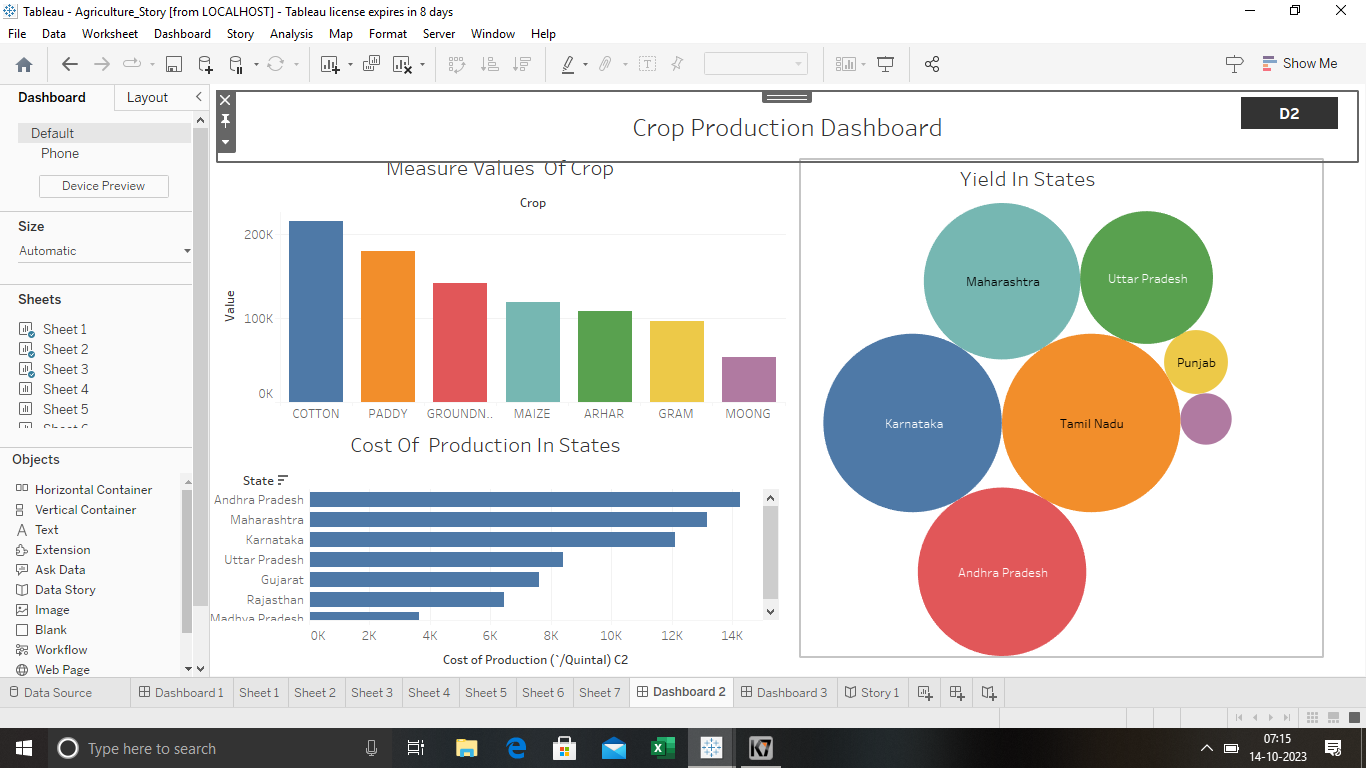 Tableau - Agriculture_Story [from LOCALHOST] - Tableau license expires in 8 days
File Data Worksheet Dashboard Story Analysis Map Format Server Window Help
Show Me
Dashboard Layout
Default
Phone
Device Preview
Size
Automatic
Sheets
Sheet 1
Sheet 2
Sheet 3
Sheet 4
Sheet 5
Objects
Horizontal Container
Vertical Container
Text
Extension
Ask Data
Data Story
Image
Blank
Workflow
Web Page
Crop Production Dashboard
D2
Measure Values Of Crop
Crop
Value
200K
100K
0K
COTTON PADDY GROUNDN.. MAIZE ARHAR GRAM MOONG
Cost Of Production In States
State
Andhra Pradesh
Maharashtra
Karnataka
Uttar Pradesh
Gujarat
Rajasthan
Madhya Pradesh
0K 2K 4K 6K 8K 10K 12K 14K
Cost of Production (`/Quintal) C2
Yield In States
Maharashtra
Uttar Pradesh
Punjab
Karnataka
Tamil Nadu
Andhra Pradesh
Data Source Dashboard 1 Sheet 1 Sheet 2 Sheet 3 Sheet 4 Sheet 5 Sheet 6 Sheet 7 Dashboard 2 Dashboard 3 Story 1
Type here to search
K7
07:15
14-10-2023